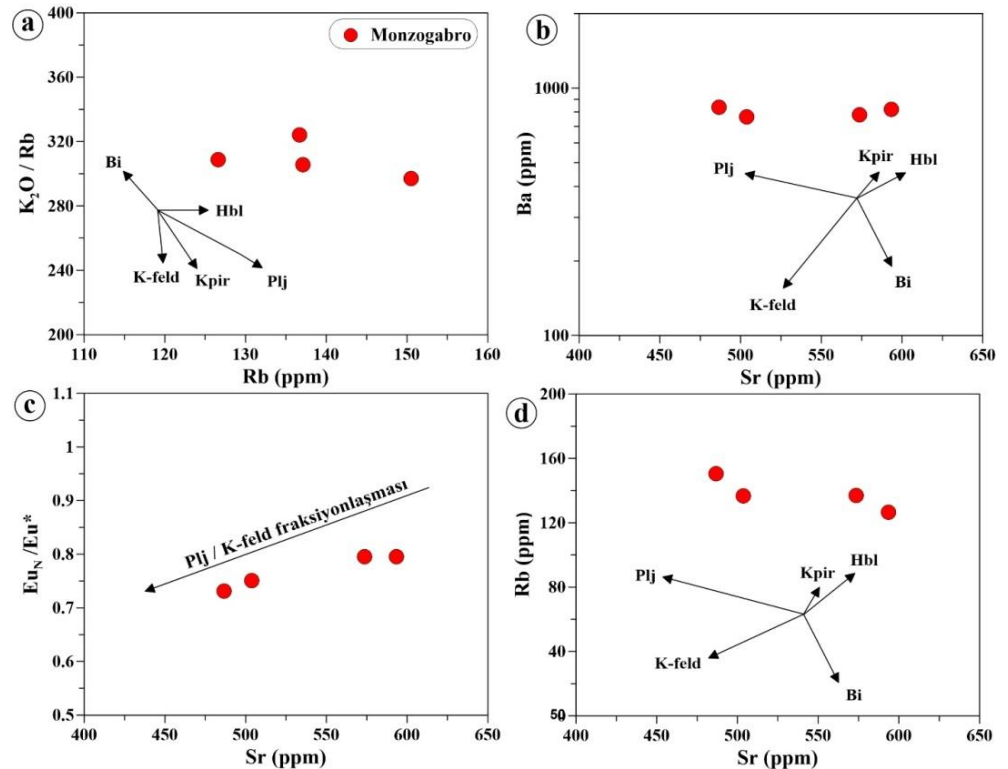 a
Monzogabro
400
360
320
280
240
200
K₂O / Rb
Bi
Hbl
K-feld
Kpir
Plj
110
120
130
140
150
160
Rb (ppm)
b
1000
100
Ba (ppm)
Plj
Kpir
Hbl
K-feld
Bi
400
450
500
550
600
650
Sr (ppm)
c
1.1
1
0.9
0.8
0.7
0.6
0.5
Eu_N /Eu*
Plj / K-feld fraksiyonlaşması
400
450
500
550
600
650
Sr (ppm)
d
200
160
120
80
40
Rb (ppm)
Plj
Kpir
Hbl
K-feld
Bi
400
450
500
550
600
650
Sr (ppm)